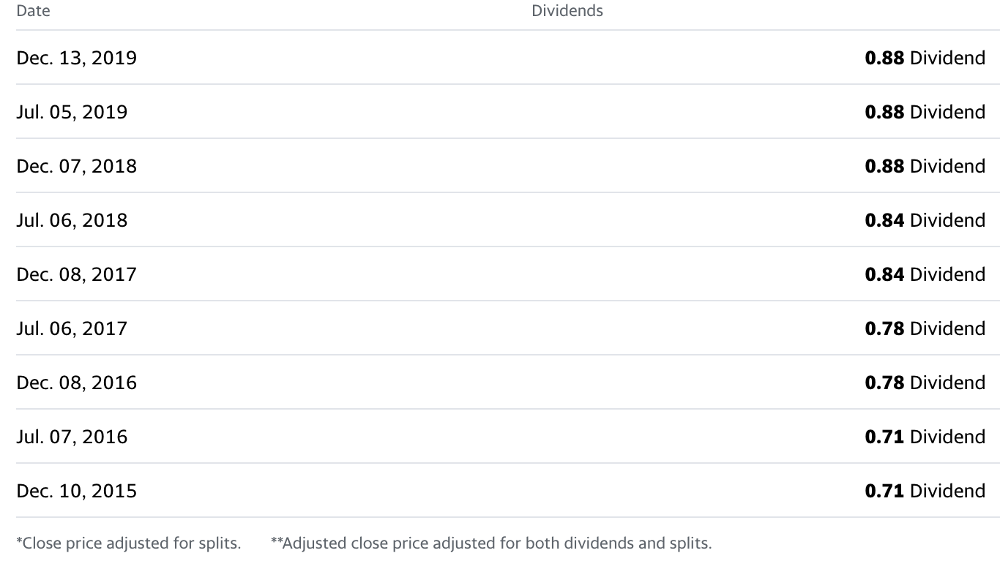 Date Dividends
Dec. 13, 2019 0.88 Dividend
Jul. 05, 2019 0.88 Dividend
Dec. 07, 2018 0.88 Dividend
Jul. 06, 2018 0.84 Dividend
Dec. 08, 2017 0.84 Dividend
Jul. 06, 2017 0.78 Dividend
Dec. 08, 2016 0.78 Dividend
Jul. 07, 2016 0.71 Dividend
Dec. 10, 2015 0.71 Dividend
*Close price adjusted for splits. **Adjusted close price adjusted for both dividends and splits.